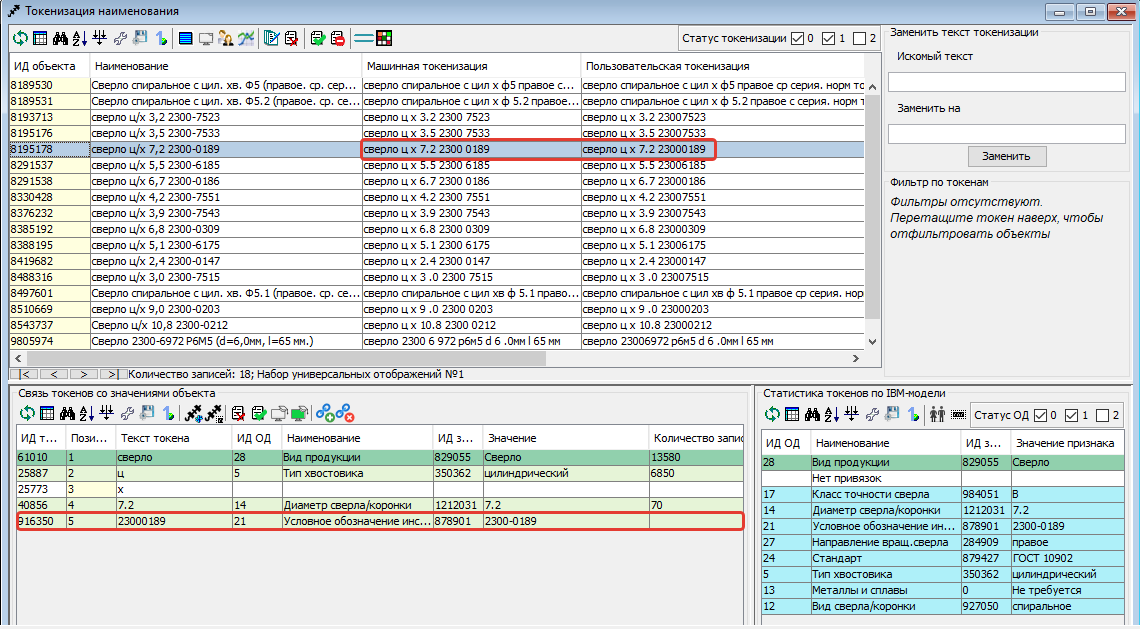 Токенизация наименования
Статус токенизации 0 1 2
ИД объекта Наименование Машинная токенизация Пользовательская токенизация
8189530 Сверло спиральное с цил. хв. Ф5 (правое. ср. сер... сверло спиральное с цил х ф5 правое с... сверло спиральное с цил х ф5 правое ср серия. норм то
8189531 Сверло спиральное с цил. хв. Ф5.2 (правое. ср. с... сверло спиральное с цил х ф 5.2 правое... сверло спиральное с цил х ф 5.2 правое с серия. норм т
8193713 сверло ц/х 3,2 2300-7523 сверло ц х 3.2 2300 7523 сверло ц х 3.2 23007523
8195176 сверло ц/х 3,5 2300-7533 сверло ц х 3.5 2300 7533 сверло ц х 3.5 23007533
8195178 сверло ц/х 7,2 2300-0189 сверло ц х 7.2 2300 0189 сверло ц х 7.2 23000189
8291537 сверло ц/х 5,5 2300-6185 сверло ц х 5.5 2300 6185 сверло ц х 5.5 23006185
8291538 сверло ц/х 6,7 2300-0186 сверло ц х 6.7 2300 0186 сверло ц х 6.7 23000186
8330428 сверло ц/х 4,2 2300-7551 сверло ц х 4.2 2300 7551 сверло ц х 4.2 23007551
8376232 сверло ц/х 3,9 2300-7543 сверло ц х 3.9 2300 7543 сверло ц х 3.9 23007543
8385192 сверло ц/х 6,8 2300-0309 сверло ц х 6.8 2300 0309 сверло ц х 6.8 23000309
8388195 сверло ц/х 5,1 2300-6175 сверло ц х 5.1 2300 6175 сверло ц х 5.1 23006175
8419682 сверло ц/х 2,4 2300-0147 сверло ц х 2.4 2300 0147 сверло ц х 2.4 23000147
8488316 сверло ц/х 3,0 2300-7515 сверло ц х 3 .0 2300 7515 сверло ц х 3 .0 23007515
8497601 Сверло спиральное с цил. хв. Ф5.1 (правое. ср. се... сверло спиральное с цил хв ф 5.1 право... сверло спиральное с цил хв ф 5.1 правое ср серия. нор
8510669 сверло ц/х 9,0 2300-0203 сверло ц х 9 .0 2300 0203 сверло ц х 9 .0 23000203
8543737 Сверло ц/х 10,8 2300-0212 сверло ц х 10.8 2300 0212 сверло ц х 10.8 23000212
9805974 Сверло 2300-6972 Р6М5 (d=6,0мм, l=65 мм.) сверло 2300 6 972 р6м5 d 6 .0мм l 65 мм сверло 23006972 р6м5 d 6 .0мм l 65 мм
Количество записей: 18; Набор универсальных отображений №1
Заменить текст токенизации
Искомый текст
Заменить на
Заменить
Фильтр по токенам
Фильтры отсутствуют.
Перетащите токен наверх, чтобы
отфильтровать объекты
Связь токенов со значениями объекта
ИД т... Пози... Текст токена ИД ОД Наименование ИД з... Значение Количество запис
61010 1 сверло 28 Вид продукции 829055 Сверло 13580
25887 2 ц 5 Тип хвостовика 350362 цилиндрический 6850
25773 3 х
40856 4 7.2 14 Диаметр сверла/коронки 1212031 7.2 70
916350 5 23000189 21 Условное обозначение инс... 878901 2300-0189
Статистика токенов по IBM-модели
Статус ОД 0 1 2
ИД ОД Наименование ИД з... Значение признака
28 Вид продукции 829055 Сверло
Нет привязок
17 Класс точности сверла 984051 В
14 Диаметр сверла/коронки 1212031 7.2
21 Условное обозначение ин... 878901 2300-0189
27 Направление вращ.сверла 284909 правое
24 Стандарт 879427 ГОСТ 10902
5 Тип хвостовика 350362 цилиндрический
13 Металлы и сплавы 0 Не требуется
12 Вид сверла/коронки 927050 спиральное